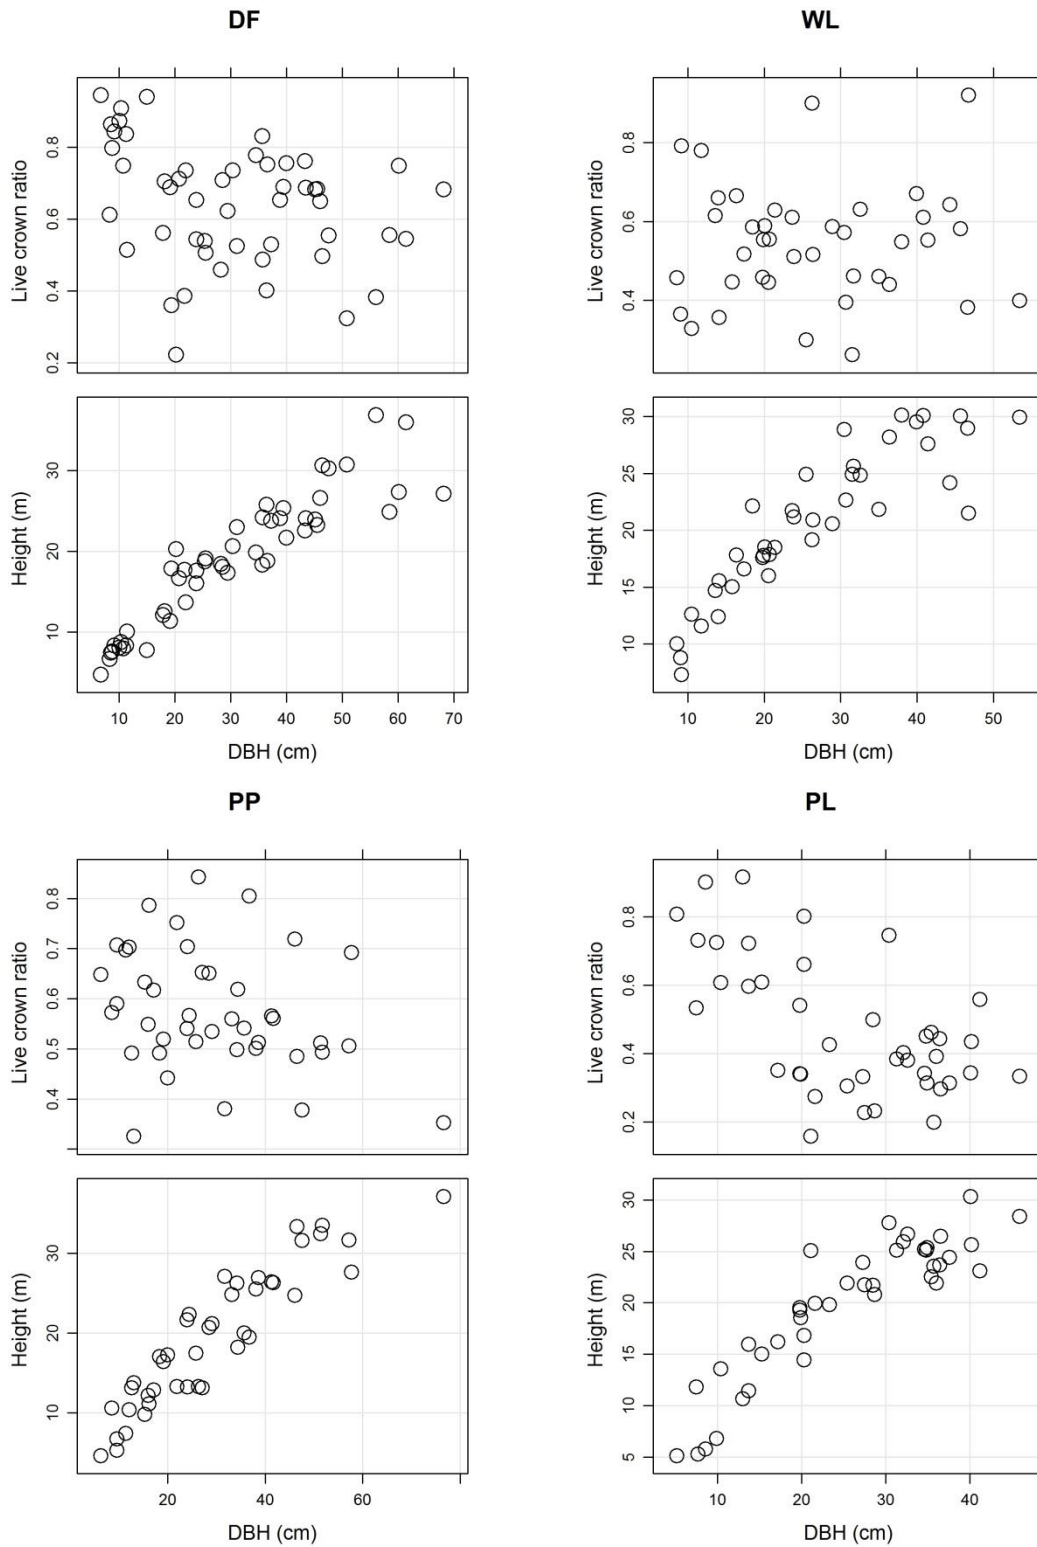 DF
WL
Live crown ratio
0.2
0.4
0.6
0.8
Live crown ratio
0.4
0.6
0.8
Height (m)
10
20
30
Height (m)
10
15
20
25
30
10 20 30 40 50 60 70
10 20 30 40 50
DBH (cm)
DBH (cm)
PP
PL
Live crown ratio
0.4
0.5
0.6
0.7
0.8
Live crown ratio
0.2
0.4
0.6
0.8
Height (m)
10
20
30
Height (m)
5
10
15
20
25
30
20 40 60
10 20 30 40
DBH (cm)
DBH (cm)